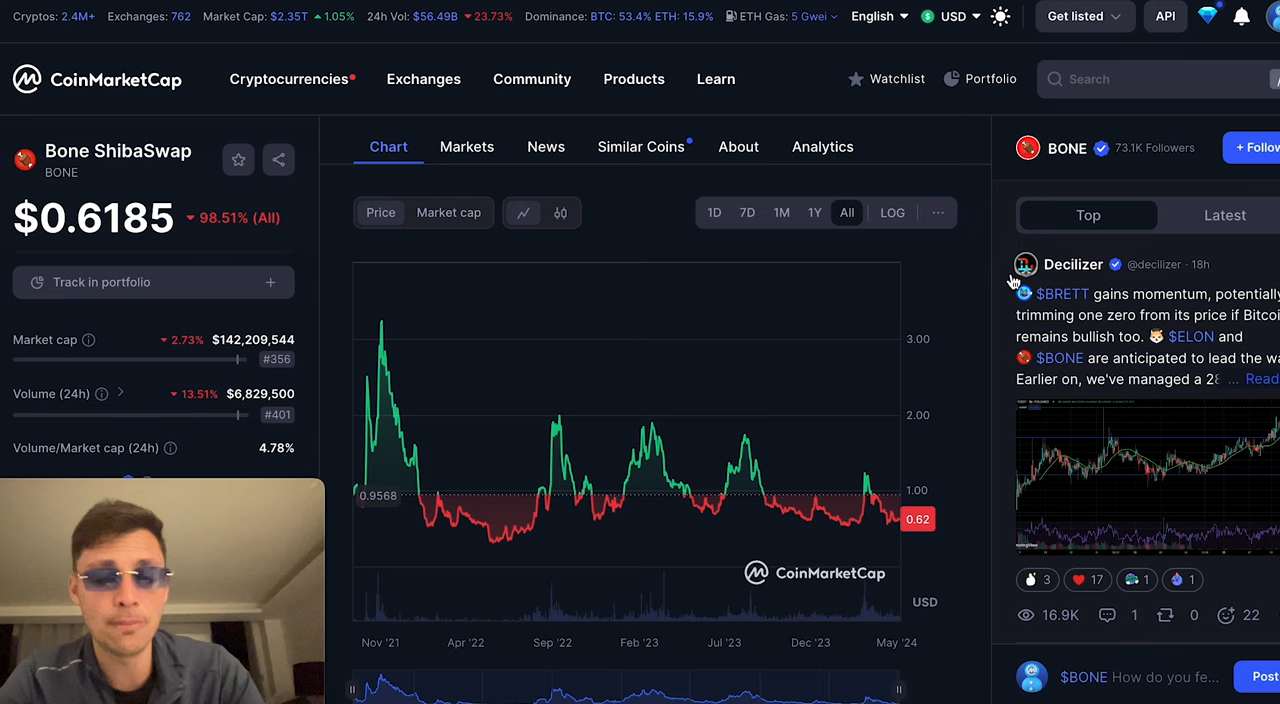 Cryptos: 2.4M+ Exchanges: 762 Market Cap: $2.35T 1.05% 24h Vol: $56.49B 23.73% Dominance: BTC: 53.4% ETH: 15.9% ETH Gas: 5 Gwei English USD Get listed API
CoinMarketCap Cryptocurrencies Exchanges Community Products Learn Watchlist Portfolio Search
Bone ShibaSwap
BONE
$0.6185 98.51% (All)
Track in portfolio +
Market cap 2.73% $142,209,544
#356
Volume (24h) 13.51% $6,829,500
#401
Volume/Market cap (24h) 4.78%
Chart Markets News Similar Coins About Analytics
Price Market cap 1D 7D 1M 1Y All LOG ...
3.00
2.00
1.00
0.9568
0.62
CoinMarketCap
USD
Nov '21 Apr '22 Sep '22 Feb '23 Jul '23 Dec '23 May '24
BONE 73.1K Followers + Follow
Top Latest
Decilizer @decilizer · 18h
$BRETT gains momentum, potentially
trimming one zero from its price if Bitcoi
remains bullish too. $ELON and
$BONE are anticipated to lead the wa
Earlier on, we've managed a 28 ... Read
3 17 1 1
16.9K 1 0 22
$BONE How do you fe... Post